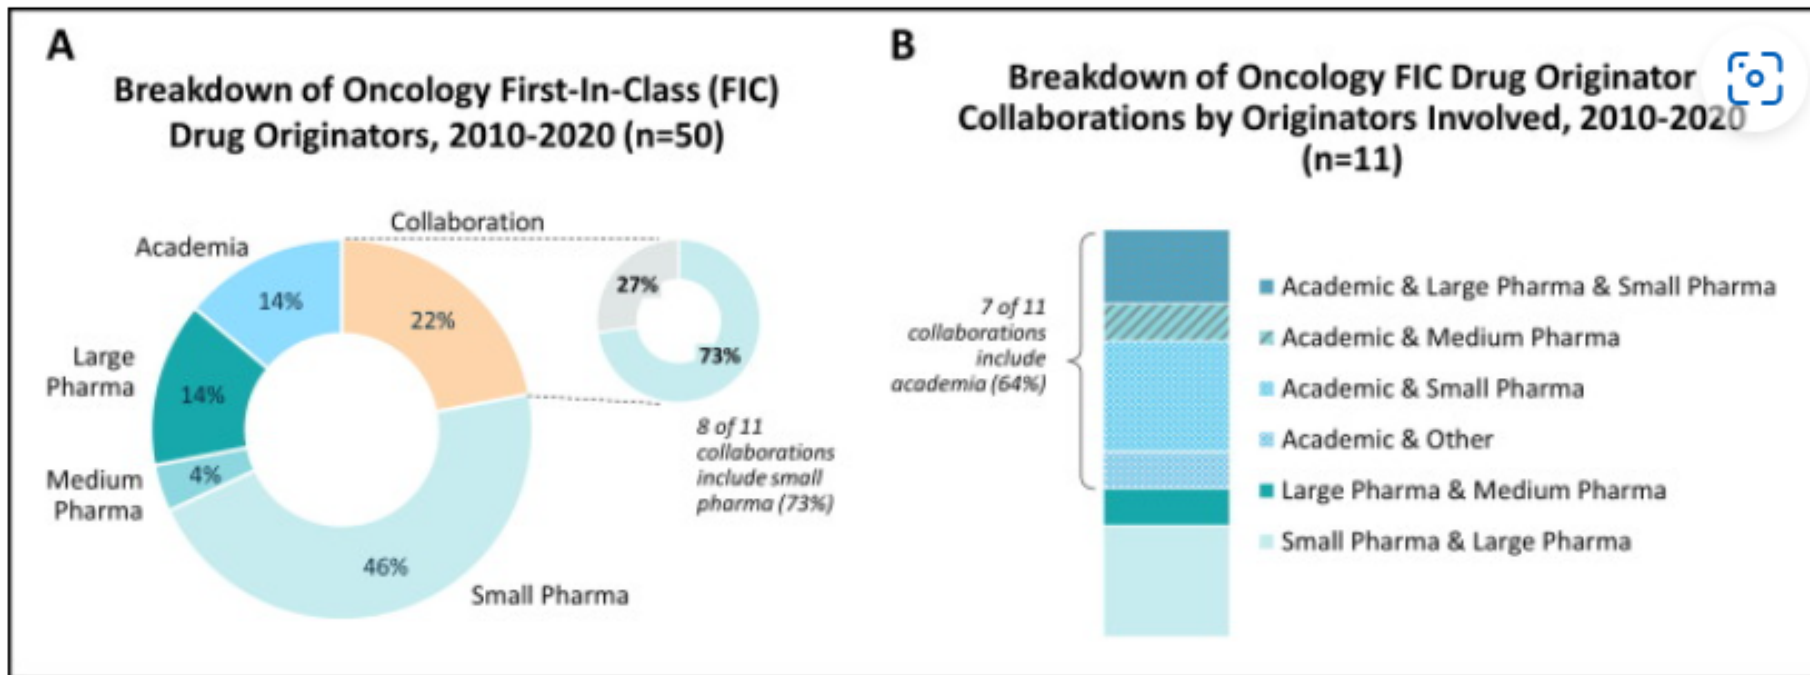 A
Breakdown of Oncology First-In-Class (FIC)
Drug Originators, 2010-2020 (n=50)
Collaboration
Academia
14%
22%
27%
73%
Large
Pharma
14%
Medium
Pharma
4%
8 of 11
collaborations
include small
pharma (73%)
46%
Small Pharma
B
Breakdown of Oncology FIC Drug Originator
Collaborations by Originators Involved, 2010-2020
(n=11)
7 of 11
collaborations
include
academia (64%)
Academic & Large Pharma & Small Pharma
Academic & Medium Pharma
Academic & Small Pharma
Academic & Other
Large Pharma & Medium Pharma
Small Pharma & Large Pharma